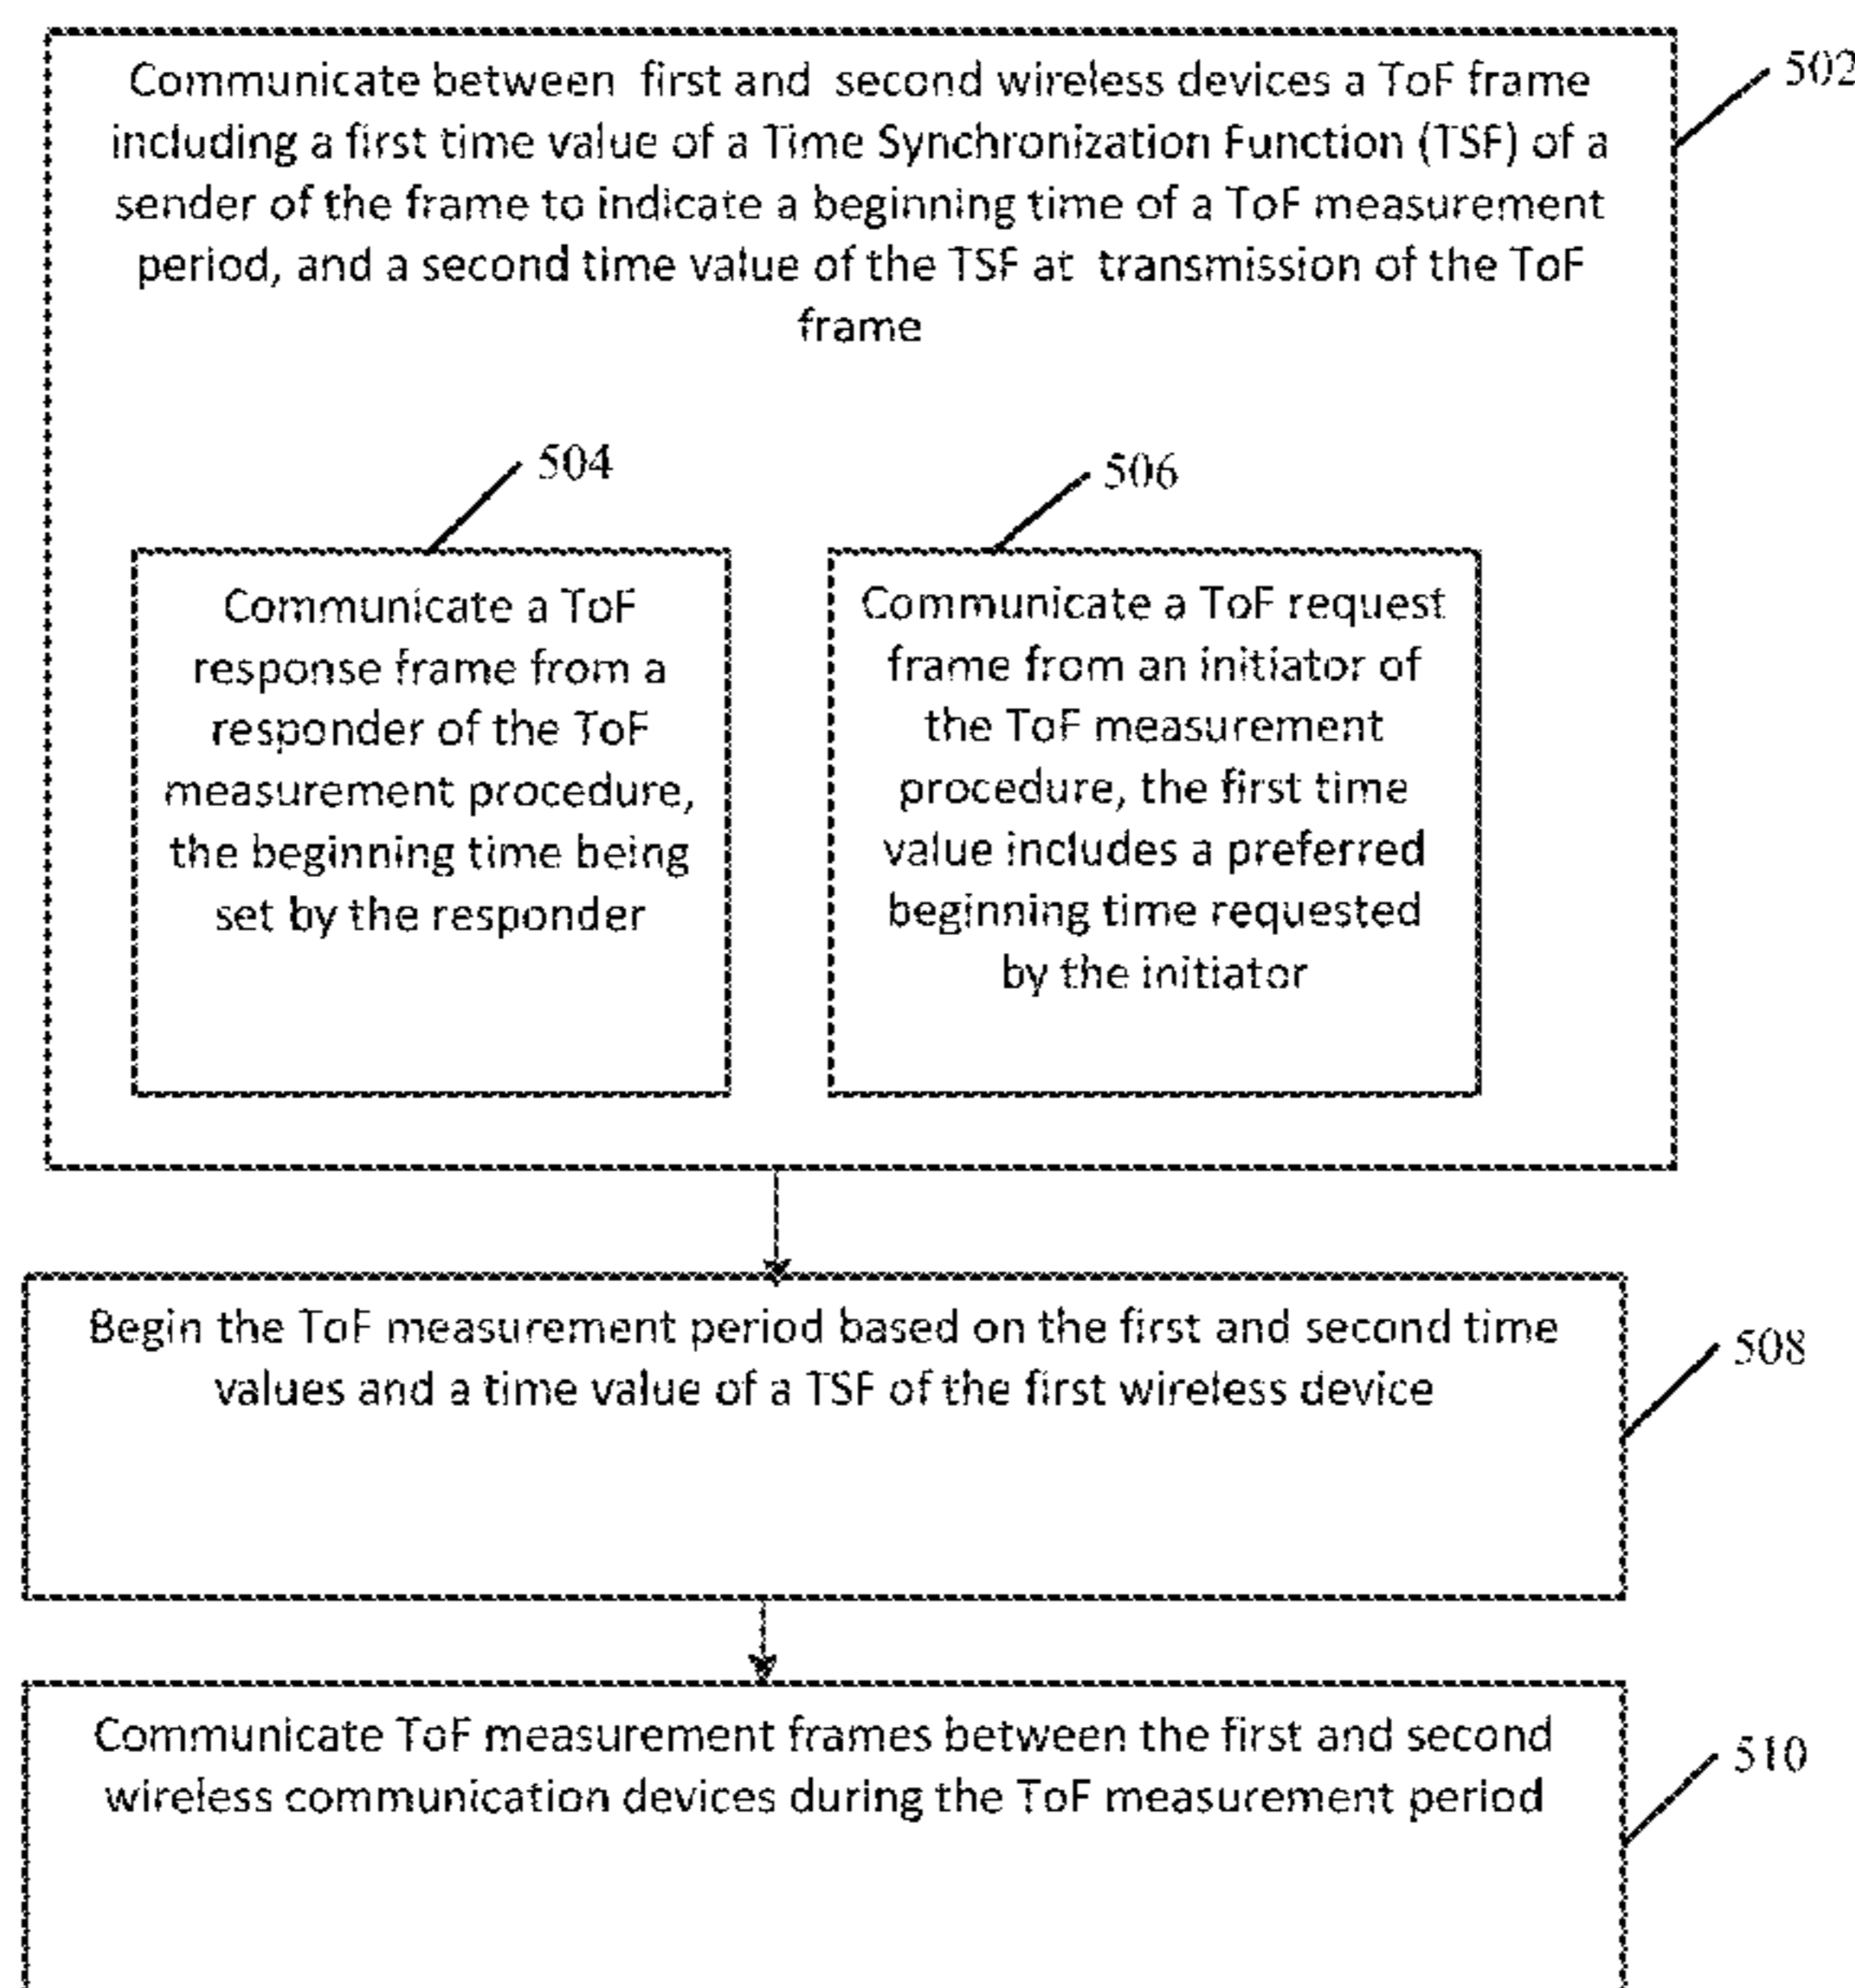 Communicate between first and second wireless devices a ToF frame
including a first time value of a Time Synchronization Function (TSF) of a
sender of the frame to indicate a beginning time of a ToF measurement
period, and a second time value of the TSF at transmission of the ToF
frame
502
504
Communicate a ToF
response frame from a
responder of the ToF
measurement procedure,
the beginning time being
set by the responder
506
Communicate a ToF request
frame from an initiator of
the ToF measurement
procedure, the first time
value includes a preferred
beginning time requested
by the initiator
Begin the ToF measurement period based on the first and second time
values and a time value of a TSF of the first wireless device
508
Communicate ToF measurement frames between the first and second
wireless communication devices during the ToF measurement period
510